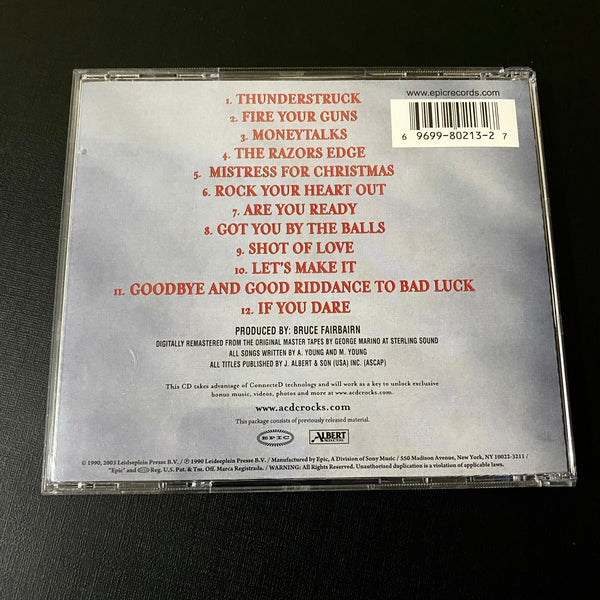 www.epicrecords.com
6 9699-80213-2 7
1. THUNDERSTRUCK
2. FIRE YOUR GUNS
3. MONEYTALKS
4. THE RAZORS EDGE
5. MISTRESS FOR CHRISTMAS
6. ROCK YOUR HEART OUT
7. ARE YOU READY
8. GOT YOU BY THE BALLS
9. SHOT OF LOVE
10. LET'S MAKE IT
11. GOODBYE AND GOOD RIDDANCE TO BAD LUCK
12. IF YOU DARE
PRODUCED BY: BRUCE FAIRBAIRN
DIGITALLY REMASTERED FROM THE ORIGINAL MASTER TAPES BY GEORGE MARINO AT STERLING SOUND
ALL SONGS WRITTEN BY A. YOUNG AND M. YOUNG
ALL TITLES PUBLISHED BY J. ALBERT & SON (USA) INC. (ASCAP)
This CD takes advantage of ConnecteD technology and will work as a key to unlock exclusive
bonus music, videos, photos and more at www.acdcrocks.com.
www.acdcrocks.com
This package consists of previously released material.
EPIC ALBERT
© 1990, 2003 Leidseplein Presse B.V. / ℗ 1990 Leidseplein Presse B.V. / Manufactured by Epic, A Division of Sony Music / 550 Madison Avenue, New York, NY 10022-3211 /
"Epic" and Reg. U.S. Pat. & Tm. Off. Marca Registrada. / WARNING: All Rights Reserved. Unauthorised duplication is a violation of applicable laws.